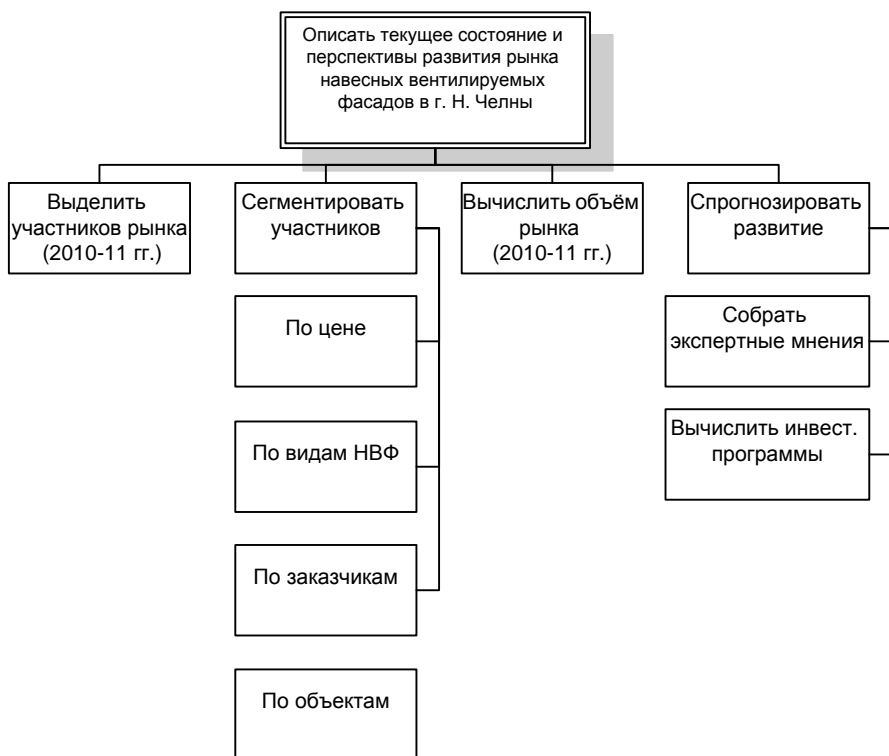 Описать текущее состояние и
перспективы развития рынка
навесных вентилируемых
фасадов в г. Н. Челны
Выделить
участников рынка
(2010-11 гг.)
Сегментировать
участников
Вычислить объём
рынка
(2010-11 гг.)
Спрогнозировать
развитие
По цене
Собрать
экспертные мнения
По видам НВФ
Вычислить инвест.
программы
По заказчикам
По объектам